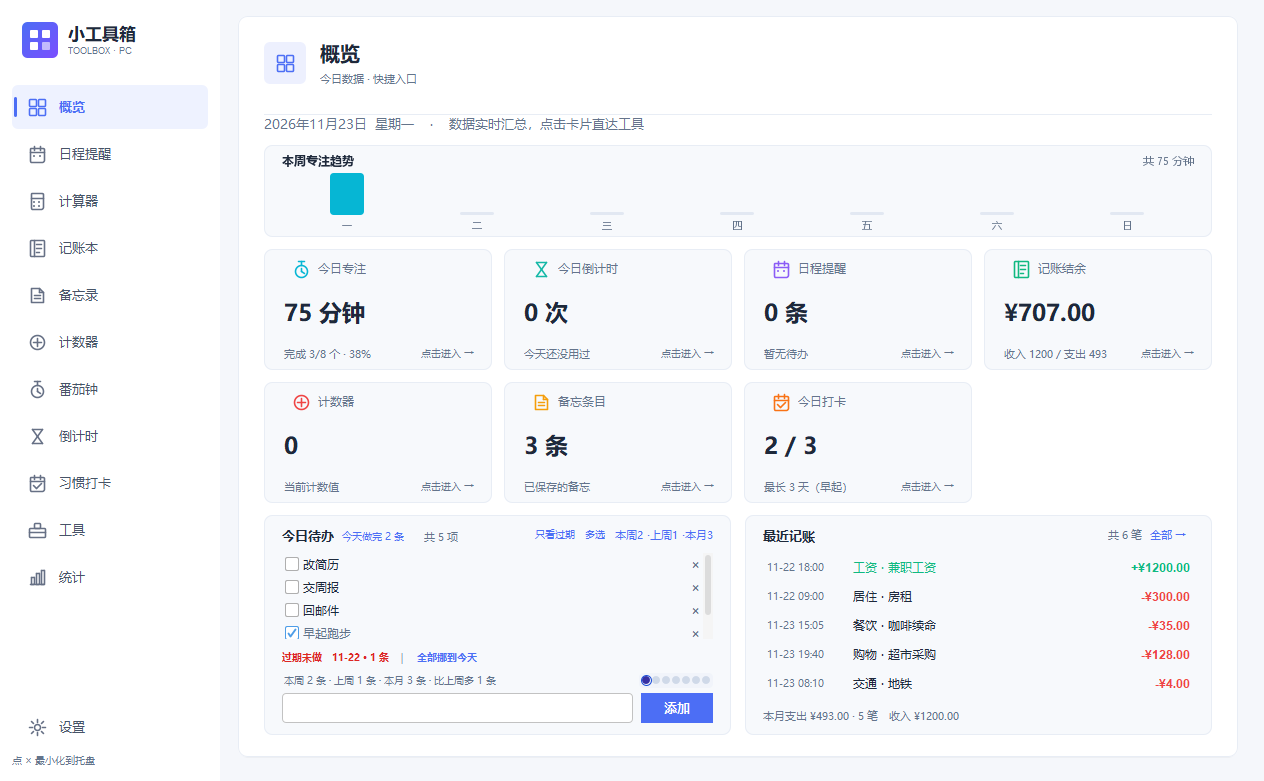 小工具箱
TOOLBOX · PC
概览
日程提醒
计算器
记账本
备忘录
计数器
番茄钟
倒计时
习惯打卡
工具
统计
设置
点 × 最小化到托盘
概览
今日数据 · 快捷入口
2026年11月23日 星期一 · 数据实时汇总，点击卡片直达工具
本周专注趋势 共 75 分钟
一 二 三 四 五 六 日
今日专注
75 分钟
完成 3/8 个 · 38% 点击进入 →
今日倒计时
0 次
今天还没用过 点击进入 →
日程提醒
0 条
暂无待办 点击进入 →
记账结余
¥707.00
收入 1200 / 支出 493 点击进入 →
计数器
0
当前计数值 点击进入 →
备忘条目
3 条
已保存的备忘 点击进入 →
今日打卡
2 / 3
最长 3 天（早起） 点击进入 →
今日待办 今天做完 2 条 共 5 项 只看过期 多选 本周2 · 上周1 · 本月3
改简历 ×
交周报 ×
回邮件 ×
早起跑步 ×
过期未做 11-22 • 1 条 | 全部挪到今天
本周 2 条 · 上周 1 条 · 本月 3 条 · 比上周多 1 条
添加
最近记账 共 6 笔 全部 →
11-22 18:00 工资 · 兼职工资 +¥1200.00
11-22 09:00 居住 · 房租 -¥300.00
11-23 15:05 餐饮 · 咖啡续命 -¥35.00
11-23 19:40 购物 · 超市采购 -¥128.00
11-23 08:10 交通 · 地铁 -¥4.00
本月支出 ¥493.00 · 5 笔 收入 ¥1200.00